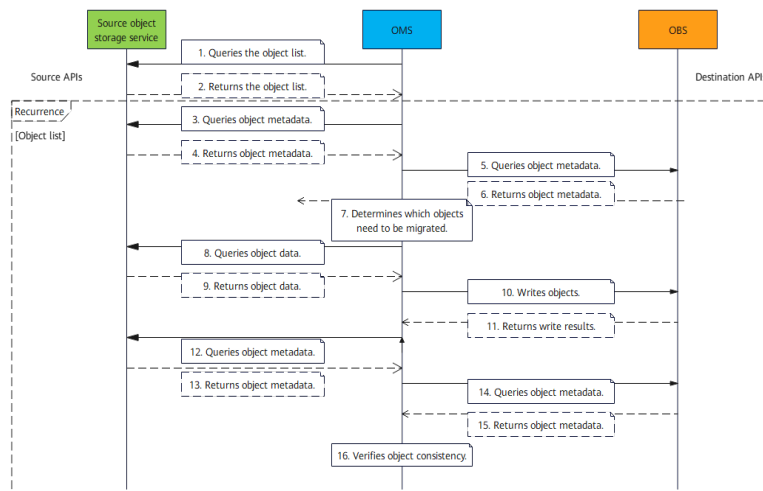 Source object
storage service
OMS
OBS
1. Queries the object list.
Source APIs
Destination API
2. Returns the object list.
Recurrence
3. Queries object metadata.
[Object list]
4. Returns object metadata.
5. Queries object metadata.
6. Returns object metadata.
7. Determines which objects
need to be migrated.
8. Queries object data.
9. Returns object data.
10. Writes objects.
11. Returns write results.
12. Queries object metadata.
13. Returns object metadata.
14. Queries object metadata.
15. Returns object metadata.
16. Verifies object consistency.